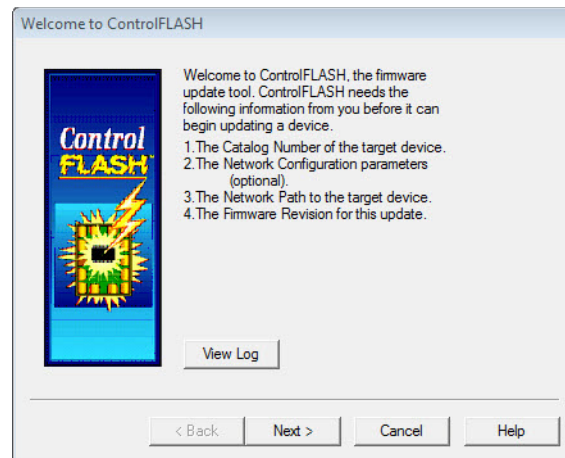 Welcome to ControlFLASH
Control
FLASH
Welcome to ControlFLASH, the firmware
update tool. ControlFLASH needs the
following information from you before it can
begin updating a device.
1.The Catalog Number of the target device.
2.The Network Configuration parameters
(optional).
3.The Network Path to the target device.
4.The Firmware Revision for this update.
View Log
< Back
Next >
Cancel
Help